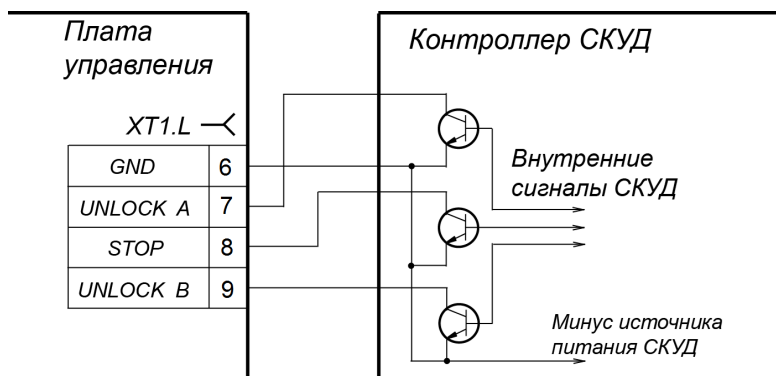 Плата
управления
Контроллер СКУД
XT1.L
GND 6
UNLOCK A 7
STOP 8
UNLOCK B 9
Внутренние
сигналы СКУД
Минус источника
питания СКУД